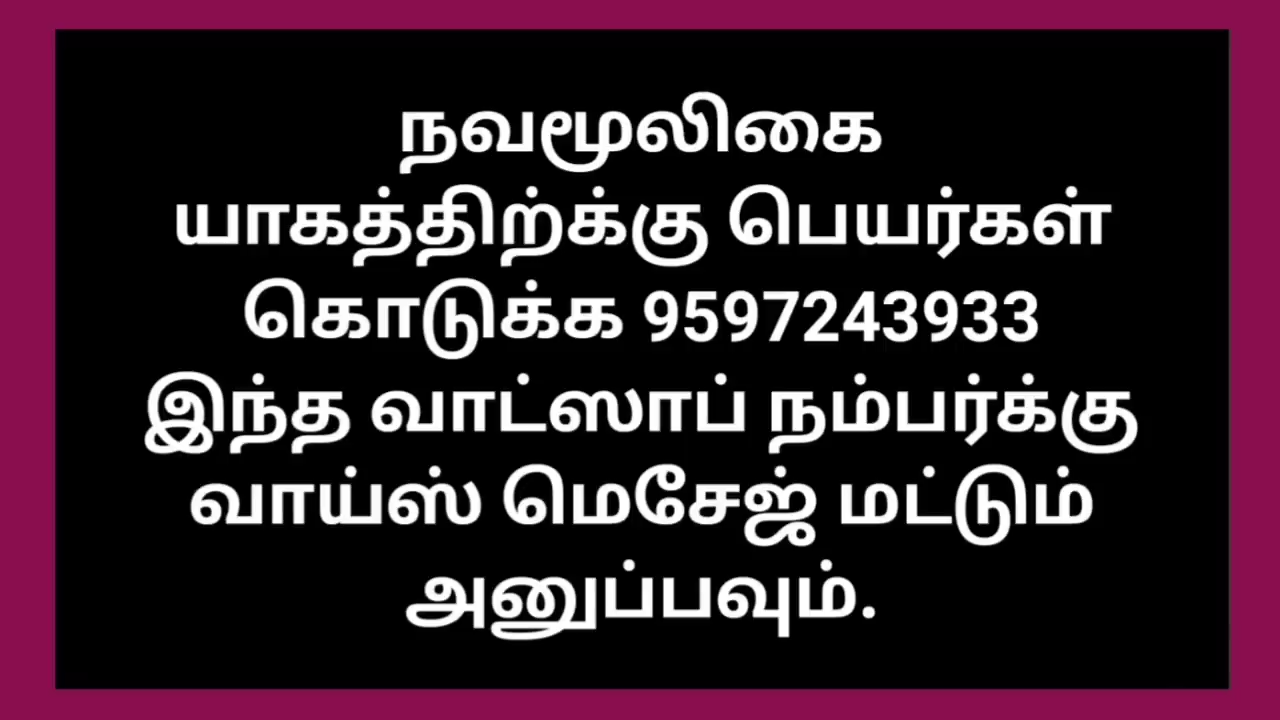 நவமூலிகை
யாகத்திற்க்கு பெயர்கள்
கொடுக்க 9597243933
இந்த வாட்ஸாப் நம்பர்க்கு
வாய்ஸ் மெசேஜ் மட்டும்
அனுப்பவும்.